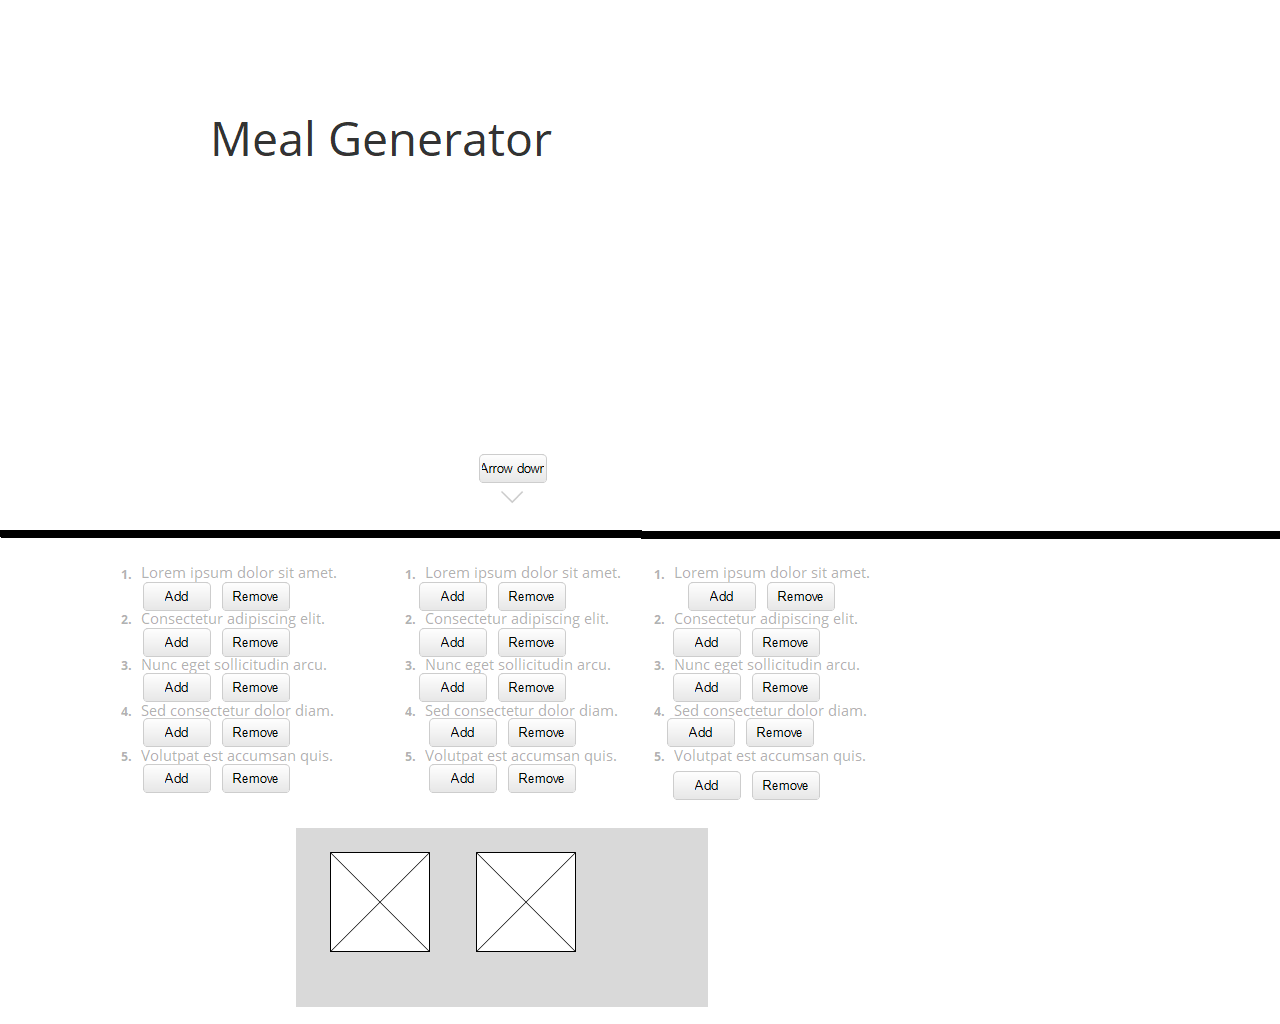 Meal Generator
Arrow down
1. Lorem ipsum dolor sit amet.
Add Remove
2. Consectetur adipiscing elit.
Add Remove
3. Nunc eget sollicitudin arcu.
Add Remove
4. Sed consectetur dolor diam.
Add Remove
5. Volutpat est accumsan quis.
Add Remove
1. Lorem ipsum dolor sit amet.
Add Remove
2. Consectetur adipiscing elit.
Add Remove
3. Nunc eget sollicitudin arcu.
Add Remove
4. Sed consectetur dolor diam.
Add Remove
5. Volutpat est accumsan quis.
Add Remove
1. Lorem ipsum dolor sit amet.
Add Remove
2. Consectetur adipiscing elit.
Add Remove
3. Nunc eget sollicitudin arcu.
Add Remove
4. Sed consectetur dolor diam.
Add Remove
5. Volutpat est accumsan quis.
Add Remove